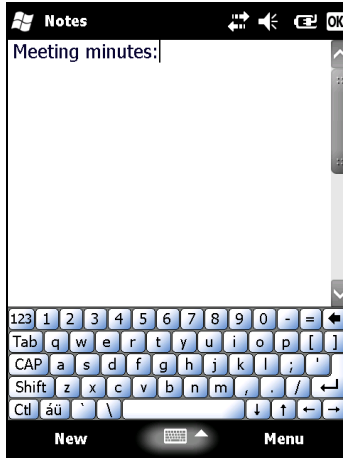 Notes
OK
Meeting minutes:
123 1 2 3 4 5 6 7 8 9 0 - =
Tab q w e r t y u i o p [ ]
CAP a s d f g h j k l ; '
Shift z x c v b n m , . /
Ctl áü ` \
New
Menu